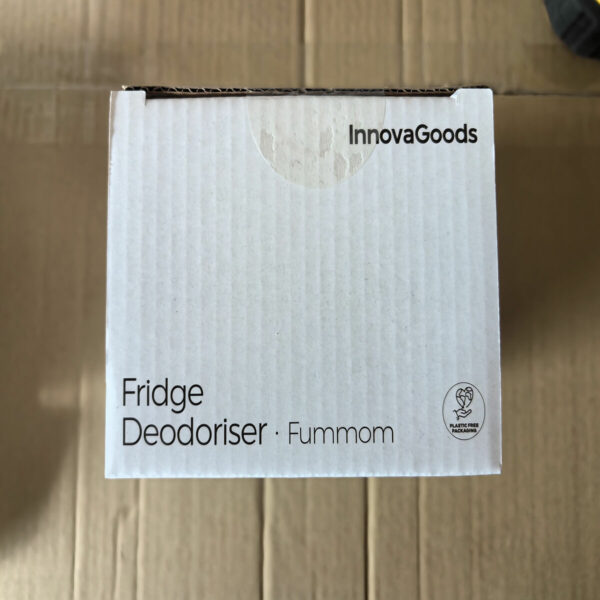 InnovaGoods
Fridge
Deodoriser · Fummom
PLASTIC FREE
PACKAGING